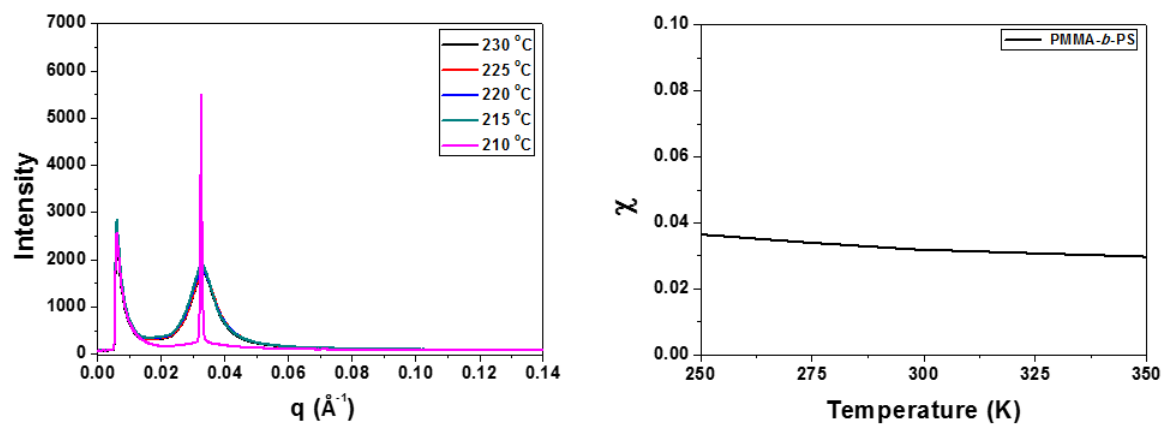 7000
6000
5000
4000
3000
2000
1000
0
Intensity
230 °C
225 °C
220 °C
215 °C
210 °C
0.00 0.02 0.04 0.06 0.08 0.10 0.12 0.14
q (Å⁻¹)
0.10
0.08
0.06
0.04
0.02
0.00
χ
PMMA-b-PS
250 275 300 325 350
Temperature (K)